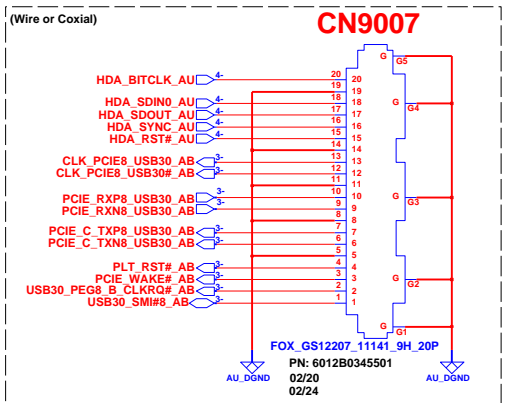 (Wire or Coxial)
CN9007
G G5
HDA_BITCLK_AU 4- 20 20
19 19
HDA_SDIN0_AU 4- 18 18
G G4
HDA_SDOUT_AU 4- 17 17
HDA_SYNC_AU 4- 16 16
HDA_RST#_AU 4- 15 15
14 14
CLK_PCIE8_USB30_AB 3- 13 13
CLK_PCIE8_USB30#_AB 3- 12 12
11 11
PCIE_RXP8_USB30_AB 3- 10 10
G G3
PCIE_RXN8_USB30_AB 3- 9 9
8 8
PCIE_C_TXP8_USB30_AB 3- 7 7
PCIE_C_TXN8_USB30_AB 3- 6 6
5 5
PLT_RST#_AB 3- 4 4
PCIE_WAKE#_AB 3- 3 3
G G2
USB30_PEG8_B_CLKRQ#_AB 3- 2 2
USB30_SMI#8_AB 3- 1 1
G G1
FOX_GS12207_11141_9H_20P
PN: 6012B0345501
AU_DGND 02/20 AU_DGND
02/24